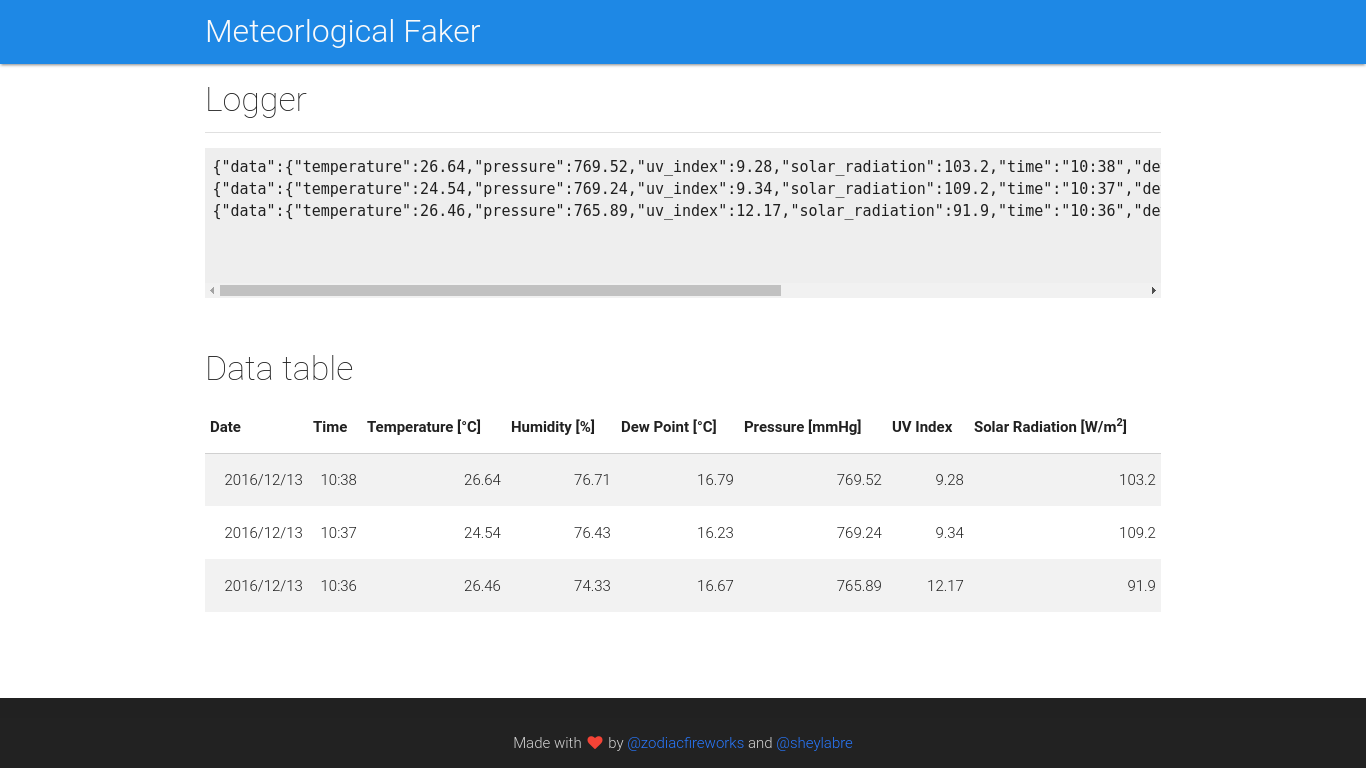 Meteorlogical Faker
Logger
{"data":{"temperature":26.64,"pressure":769.52,"uv_index":9.28,"solar_radiation":103.2,"time":"10:38","de
{"data":{"temperature":24.54,"pressure":769.24,"uv_index":9.34,"solar_radiation":109.2,"time":"10:37","de
{"data":{"temperature":26.46,"pressure":765.89,"uv_index":12.17,"solar_radiation":91.9,"time":"10:36","de
Data table
Date Time Temperature [°C] Humidity [%] Dew Point [°C] Pressure [mmHg] UV Index Solar Radiation [W/m²]
2016/12/13 10:38 26.64 76.71 16.79 769.52 9.28 103.2
2016/12/13 10:37 24.54 76.43 16.23 769.24 9.34 109.2
2016/12/13 10:36 26.46 74.33 16.67 765.89 12.17 91.9
Made with ❤ by @zodiacfireworks and @sheylabre